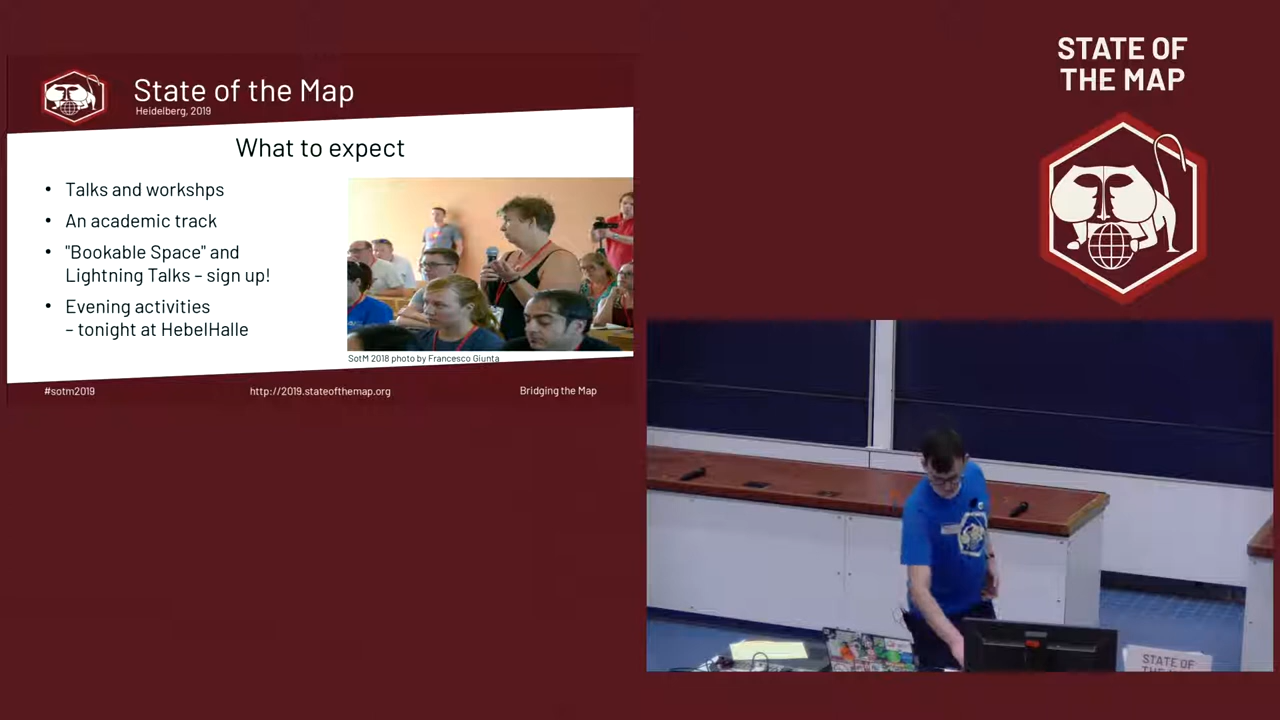 State of the Map
Heidelberg, 2019
What to expect
• Talks and workshps
• An academic track
• "Bookable Space" and
Lightning Talks – sign up!
• Evening activities
– tonight at HebelHalle
SotM 2018 photo by Francesco Giunta
#sotm2019
http://2019.stateofthemap.org
Bridging the Map
STATE OF
THE MAP
STATE OF